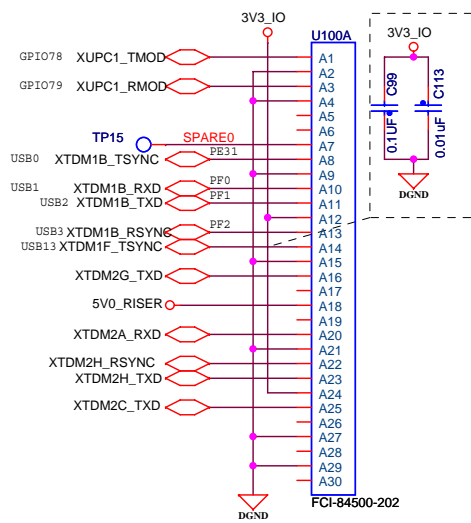 3V3_IO
U100A
3V3_IO
GPIO78 XUPC1_TMOD A1
A2
GPIO79 XUPC1_RMOD A3
A4
A5
A6
TP15 SPARE0 A7
USB0 XTDM1B_TSYNC PE31 A8
A9
USB1 XTDM1B_RXD PF0 A10
USB2 XTDM1B_TXD PF1 A11
A12
USB3 XTDM1B_RSYNC PF2 A13
USB13 XTDM1F_TSYNC A14
A15
XTDM2G_TXD A16
A17
5V0_RISER A18
A19
XTDM2A_RXD A20
A21
XTDM2H_RSYNC A22
XTDM2H_TXD A23
A24
XTDM2C_TXD A25
A26
A27
A28
A29
A30
DGND
FCI-84500-202
C99
0.1UF
C113
0.01uF
DGND